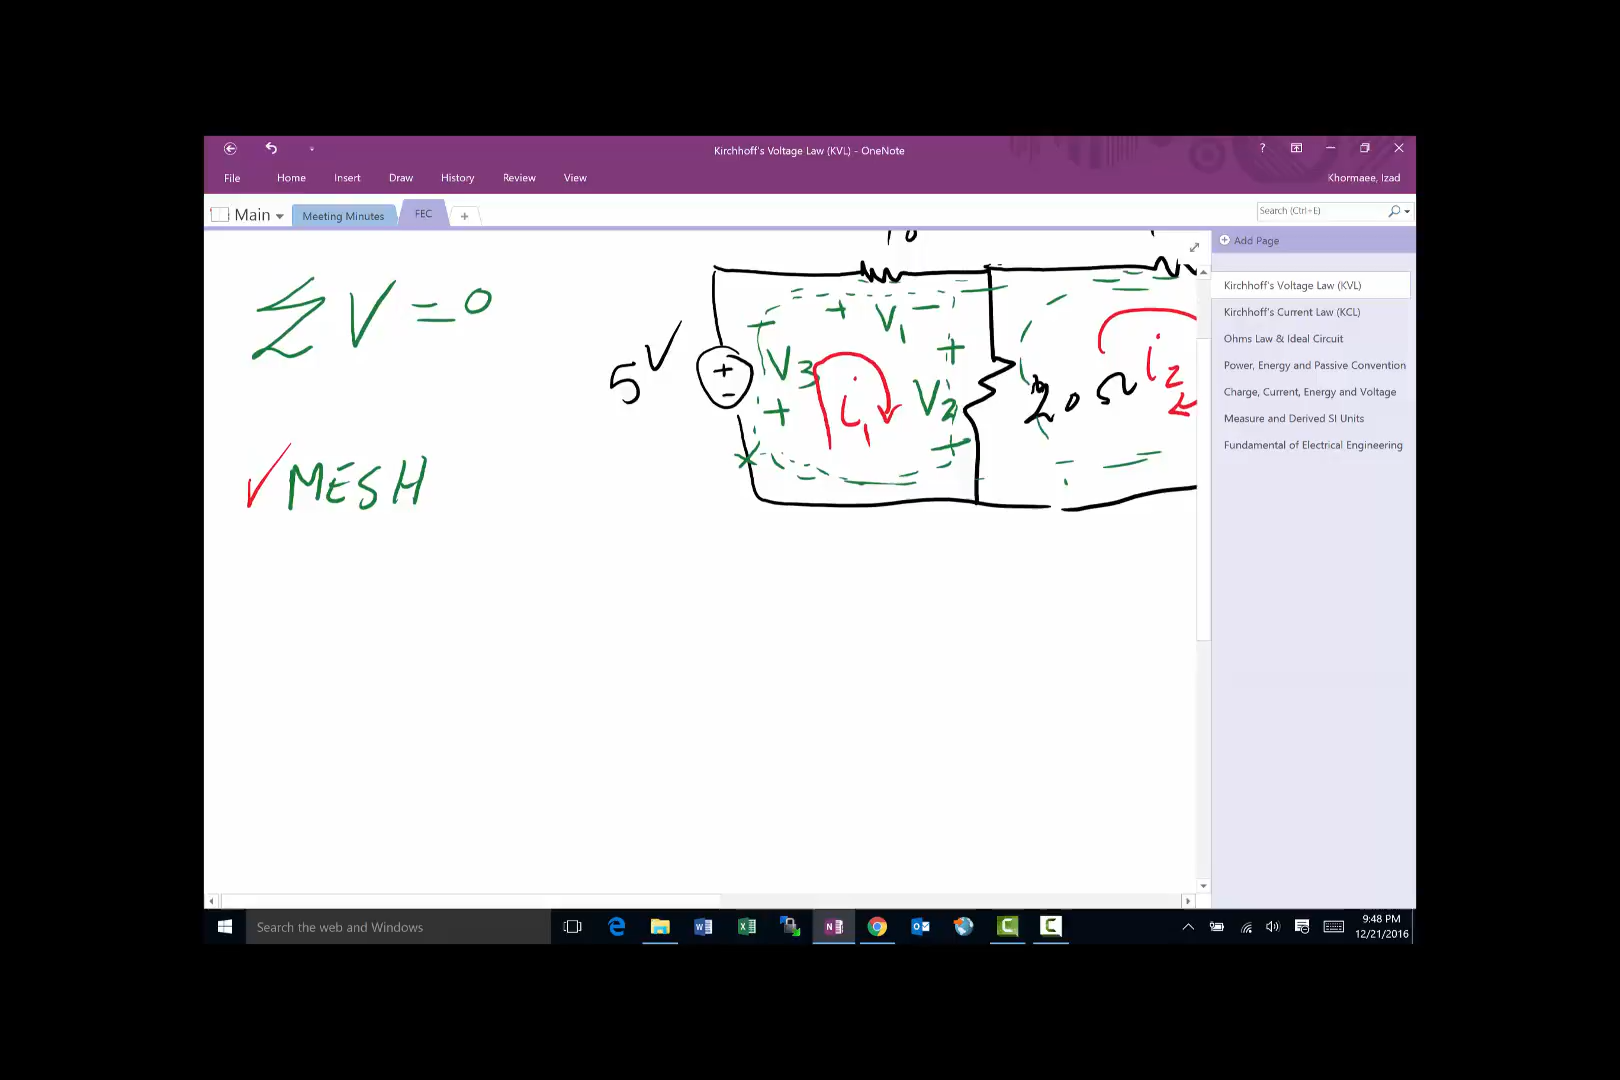 Kirchhoff's Voltage Law (KVL) - OneNote
File Home Insert Draw History Review View
Khormaee, Izad
Main Meeting Minutes FEC
Search (Ctrl+E)
Add Page
Kirchhoff's Voltage Law (KVL)
Kirchhoff's Current Law (KCL)
Ohms Law & Ideal Circuit
Power, Energy and Passive Convention
Charge, Current, Energy and Voltage
Measure and Derived SI Units
Fundamental of Electrical Engineering
∑ V = 0
+ V1 −
5 V
+
−
V3
+
i1
+
V2
20 Ω
i2
✓ MESH
Search the web and Windows
9:48 PM
12/21/2016